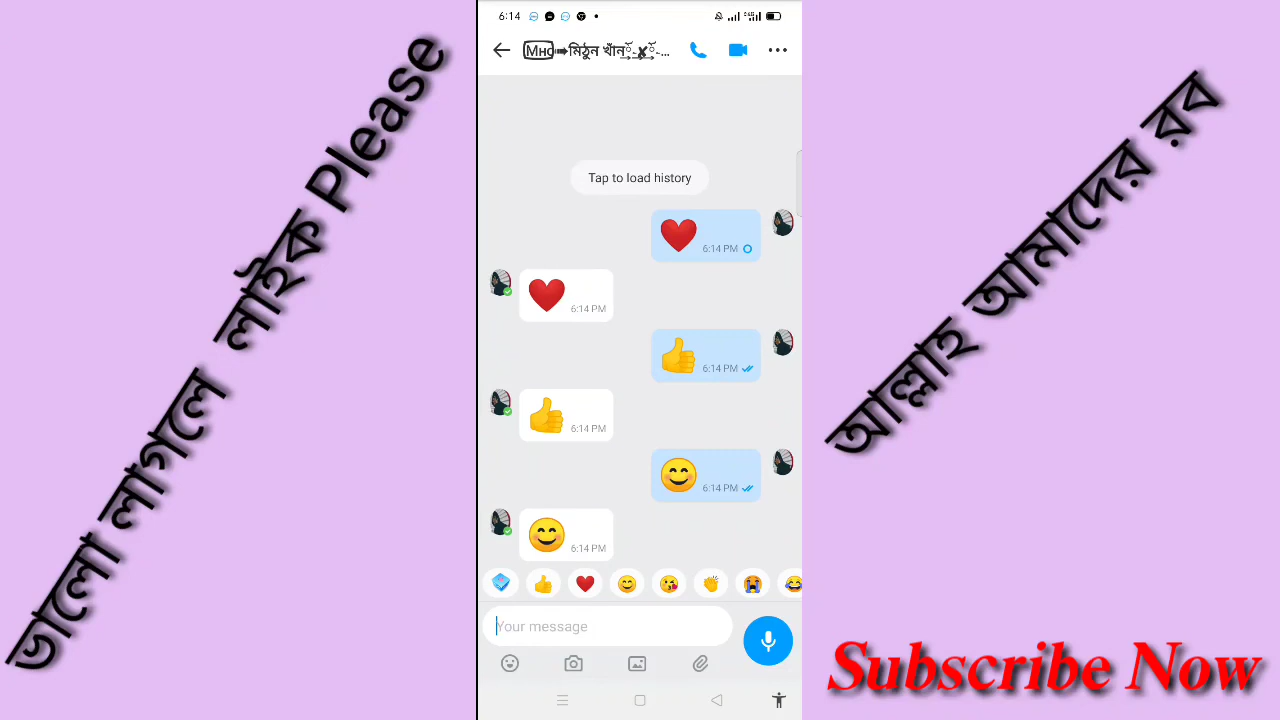 ভালো লাগলে লাইক Please
6:14
Mʜᴏ➡মিঠুন খাঁন
Tap to load history
6:14 PM
6:14 PM
6:14 PM
6:14 PM
6:14 PM
6:14 PM
Your message
আল্লাহ আমাদের রব
Subscribe Now